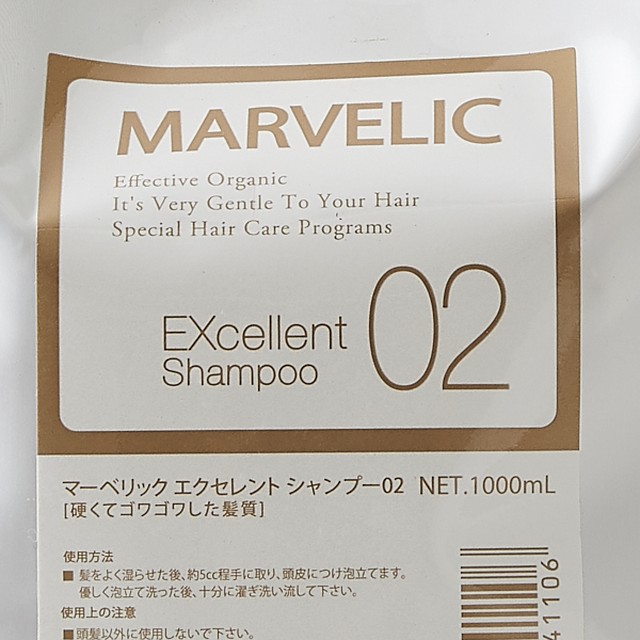 MARVELIC
Effective Organic
It's Very Gentle To Your Hair
Special Hair Care Programs
EXcellent
Shampoo
02
マーベリック エクセレント シャンプー02 NET.1000mL
[硬くてゴワゴワした髪質]
使用方法
■ 髪をよく湿らせた後、約5cc程手に取り、頭皮につけ泡立てます。
優しく泡立て洗った後、十分に濯ぎ洗い流して下さい。
使用上の注意
■ 頭髪以外に使用しないで下さい。
41106